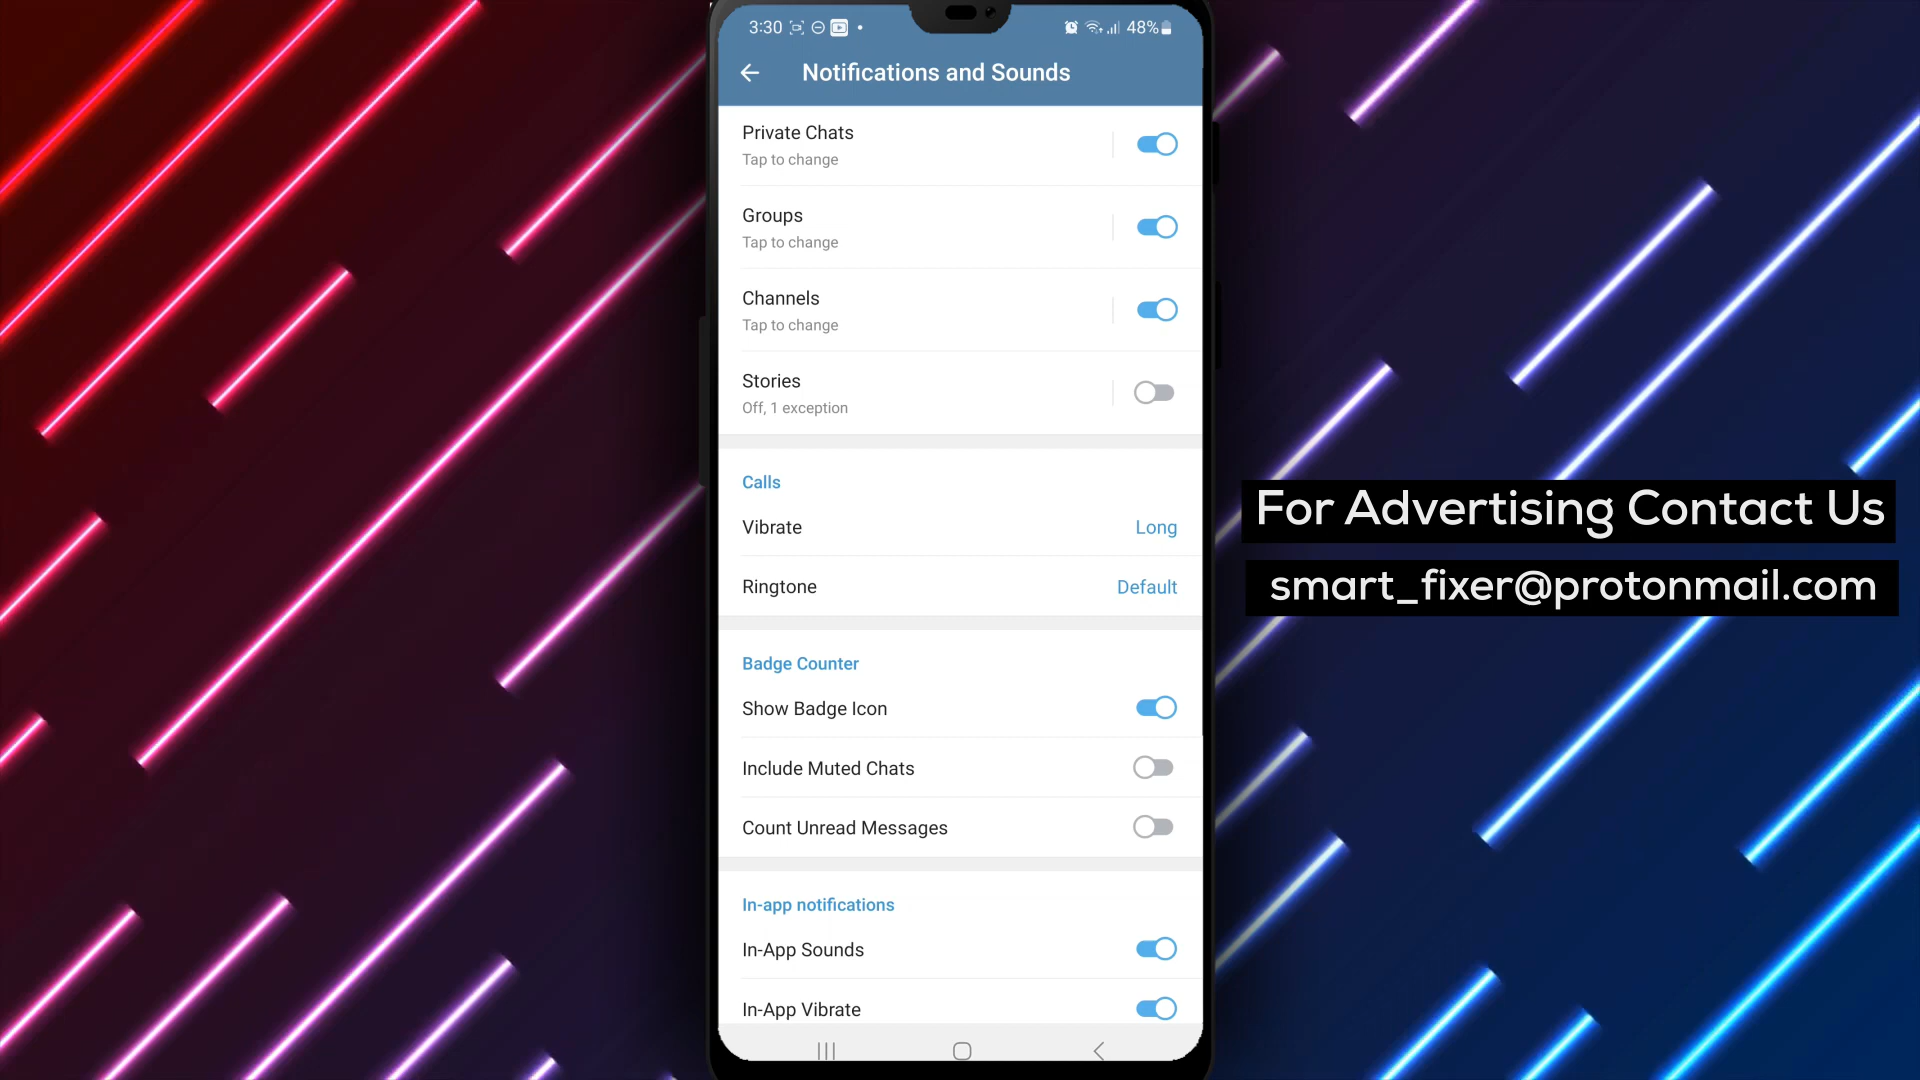 3:30
48%
Notifications and Sounds
Private Chats
Tap to change
Groups
Tap to change
Channels
Tap to change
Stories
Off, 1 exception
Calls
Vibrate
Long
Ringtone
Default
Badge Counter
Show Badge Icon
Include Muted Chats
Count Unread Messages
In-app notifications
In-App Sounds
In-App Vibrate
For Advertising Contact Us
smart_fixer@protonmail.com